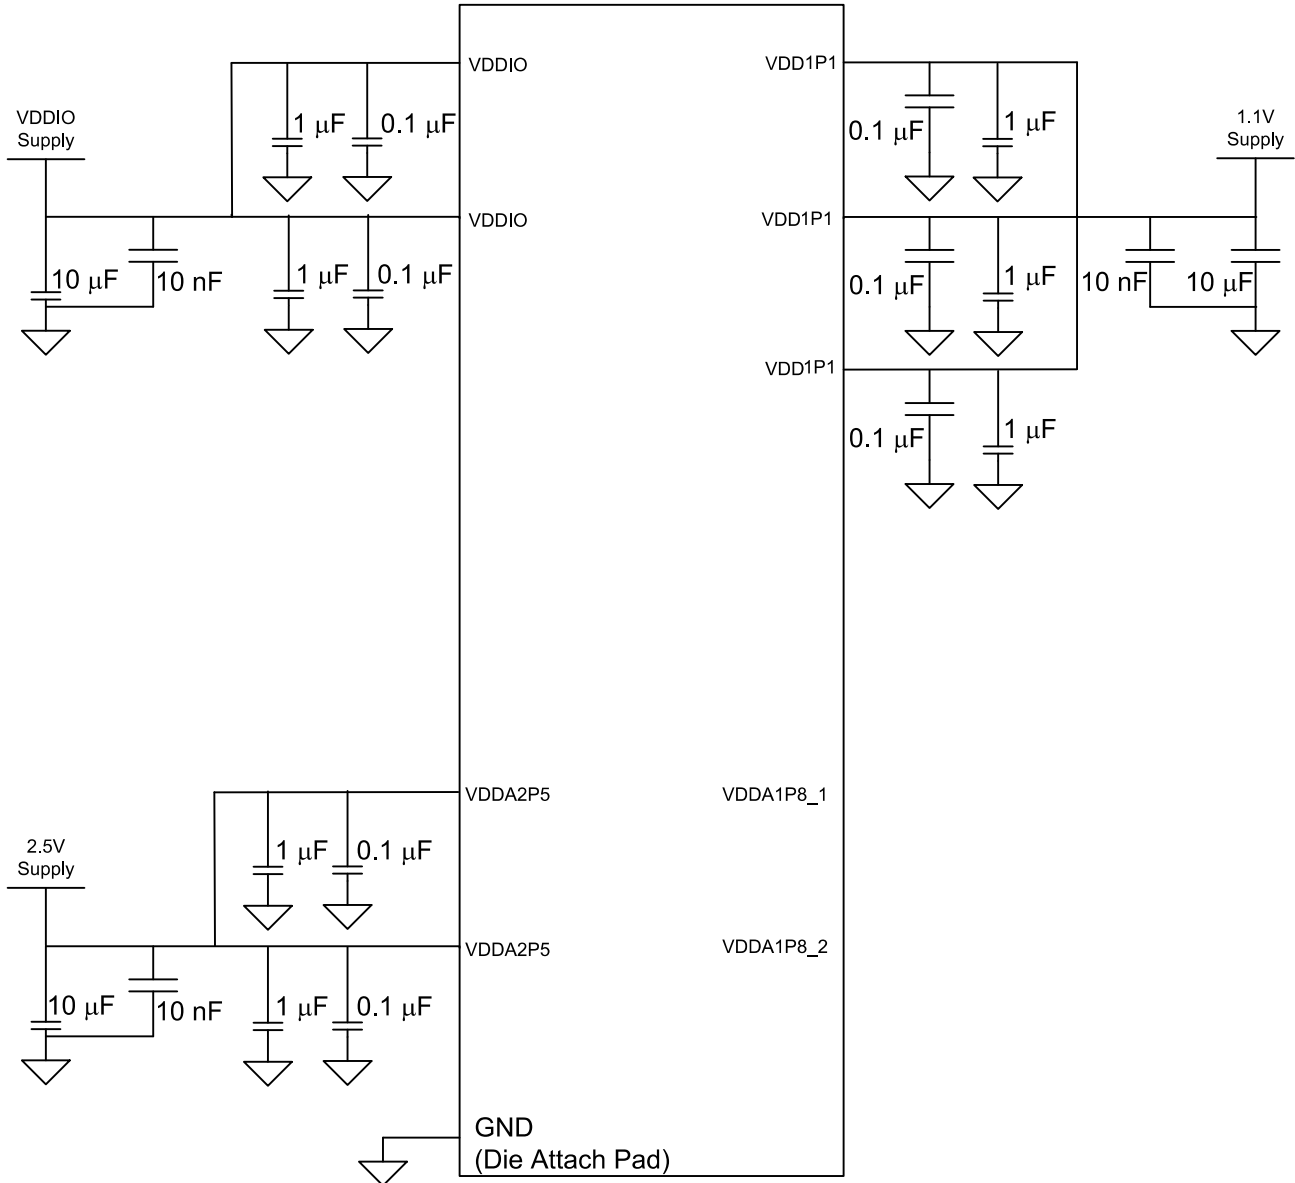 VDDIO
1 μF
0.1 μF
VDDIO
Supply
VDDIO
10 μF
10 nF
1 μF
0.1 μF
VDD1P1
0.1 μF
1 μF
1.1V
Supply
VDD1P1
0.1 μF
1 μF
10 nF
10 μF
VDD1P1
0.1 μF
1 μF
VDDA2P5
1 μF
0.1 μF
2.5V
Supply
VDDA2P5
10 μF
10 nF
1 μF
0.1 μF
VDDA1P8_1
VDDA1P8_2
GND
(Die Attach Pad)